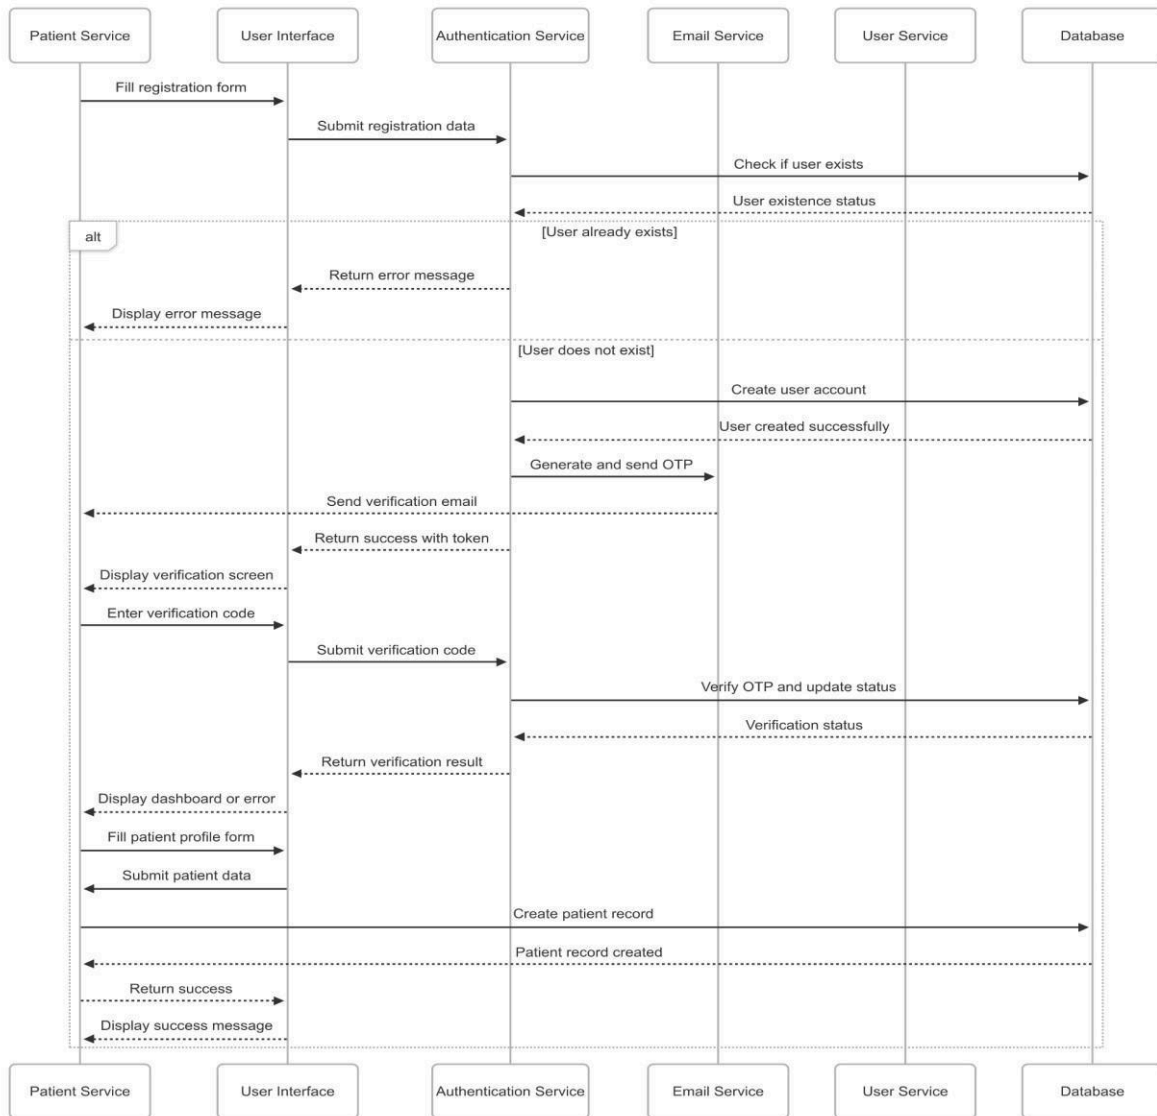 Patient Service
User Interface
Authentication Service
Email Service
User Service
Database
Fill registration form
Submit registration data
Check if user exists
User existence status
alt
[User already exists]
Return error message
Display error message
[User does not exist]
Create user account
User created successfully
Generate and send OTP
Send verification email
Return success with token
Display verification screen
Enter verification code
Submit verification code
Verify OTP and update status
Verification status
Return verification result
Display dashboard or error
Fill patient profile form
Submit patient data
Create patient record
Patient record created
Return success
Display success message
Patient Service
User Interface
Authentication Service
Email Service
User Service
Database